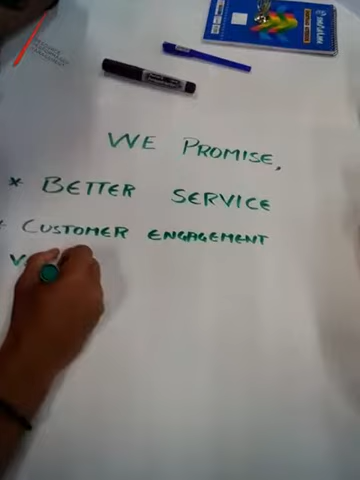 WE PROMISE,
* BETTER SERVICE
* CUSTOMER ENGAGEMENT
V